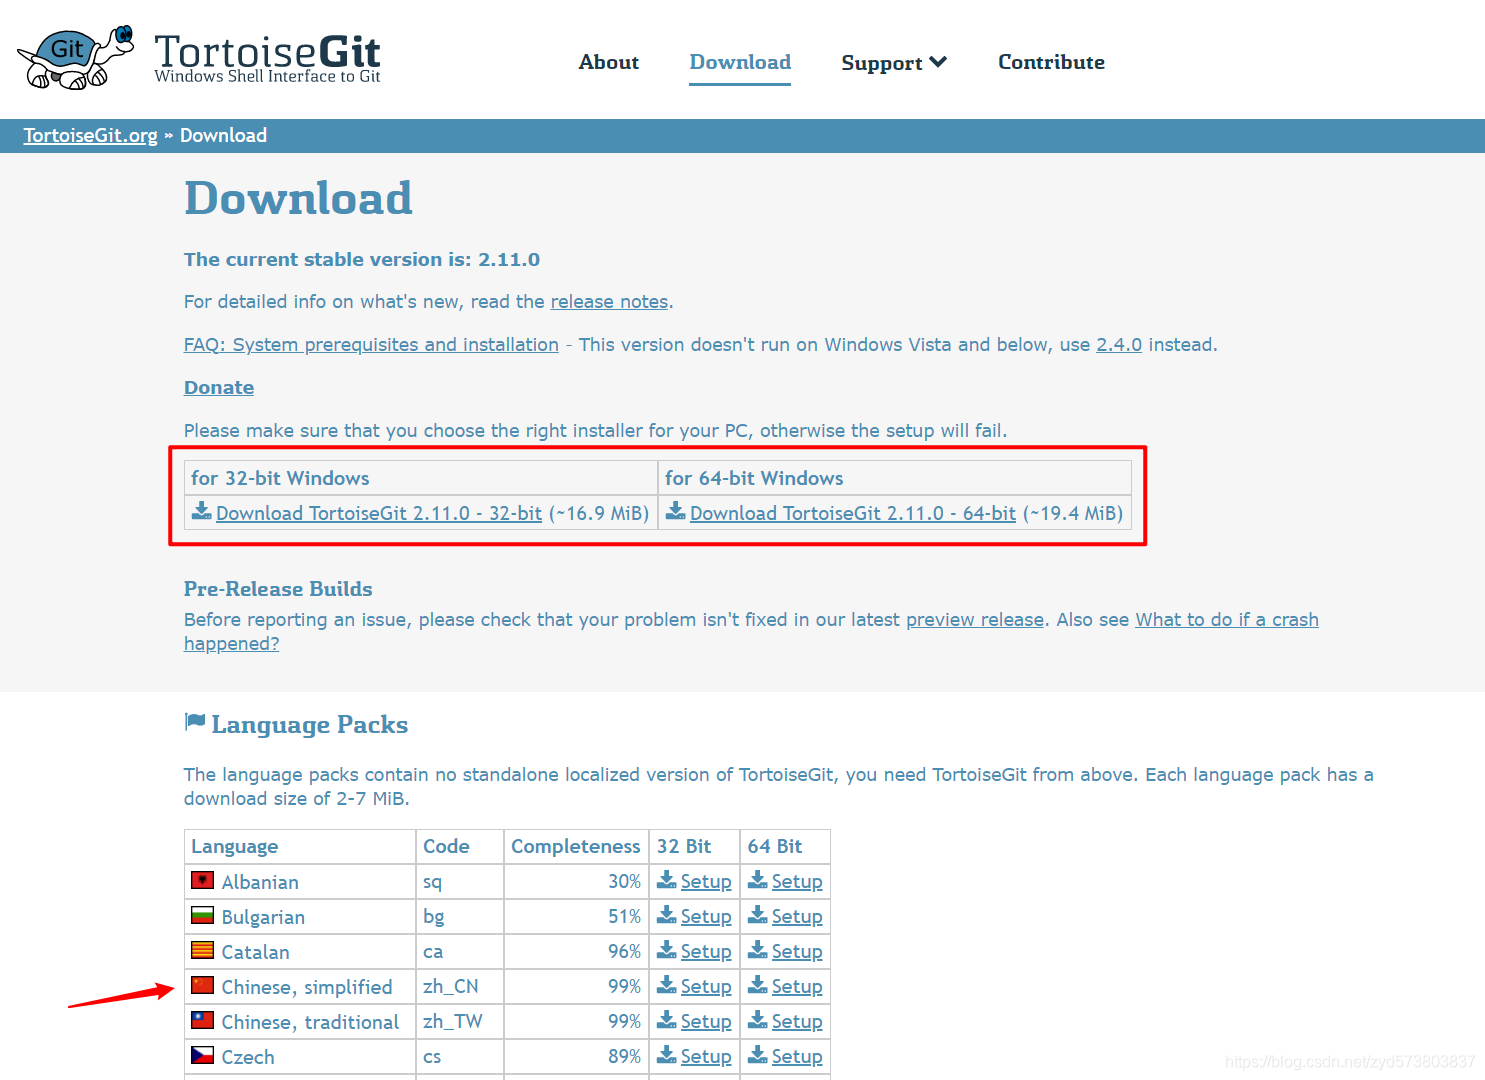 Git
TortoiseGit
Windows Shell Interface to Git
About
Download
Support
Contribute
TortoiseGit.org » Download
Download
The current stable version is: 2.11.0
For detailed info on what's new, read the release notes.
FAQ: System prerequisites and installation - This version doesn't run on Windows Vista and below, use 2.4.0 instead.
Donate
Please make sure that you choose the right installer for your PC, otherwise the setup will fail.
for 32-bit Windows for 64-bit Windows
Download TortoiseGit 2.11.0 - 32-bit (~16.9 MiB) Download TortoiseGit 2.11.0 - 64-bit (~19.4 MiB)
Pre-Release Builds
Before reporting an issue, please check that your problem isn't fixed in our latest preview release. Also see What to do if a crash
happened?
Language Packs
The language packs contain no standalone localized version of TortoiseGit, you need TortoiseGit from above. Each language pack has a
download size of 2-7 MiB.
Language Code Completeness 32 Bit 64 Bit
Albanian sq 30% Setup Setup
Bulgarian bg 51% Setup Setup
Catalan ca 96% Setup Setup
Chinese, simplified zh_CN 99% Setup Setup
Chinese, traditional zh_TW 99% Setup Setup
Czech cs 89% Setup Setup
https://blog.csdn.net/zyd573803837